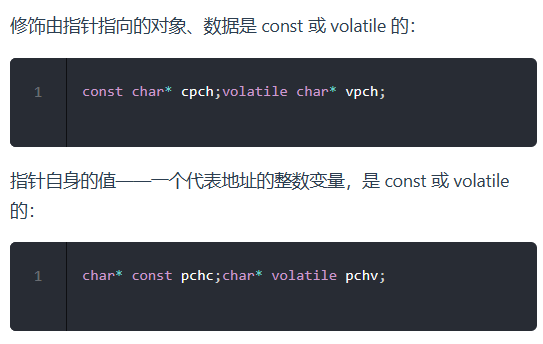 修饰由指针指向的对象、数据是 const 或 volatile 的：
1 const char* cpch;volatile char* vpch;
指针自身的值——一个代表地址的整数变量，是 const 或 volatile
的：
1 char* const pchc;char* volatile pchv;